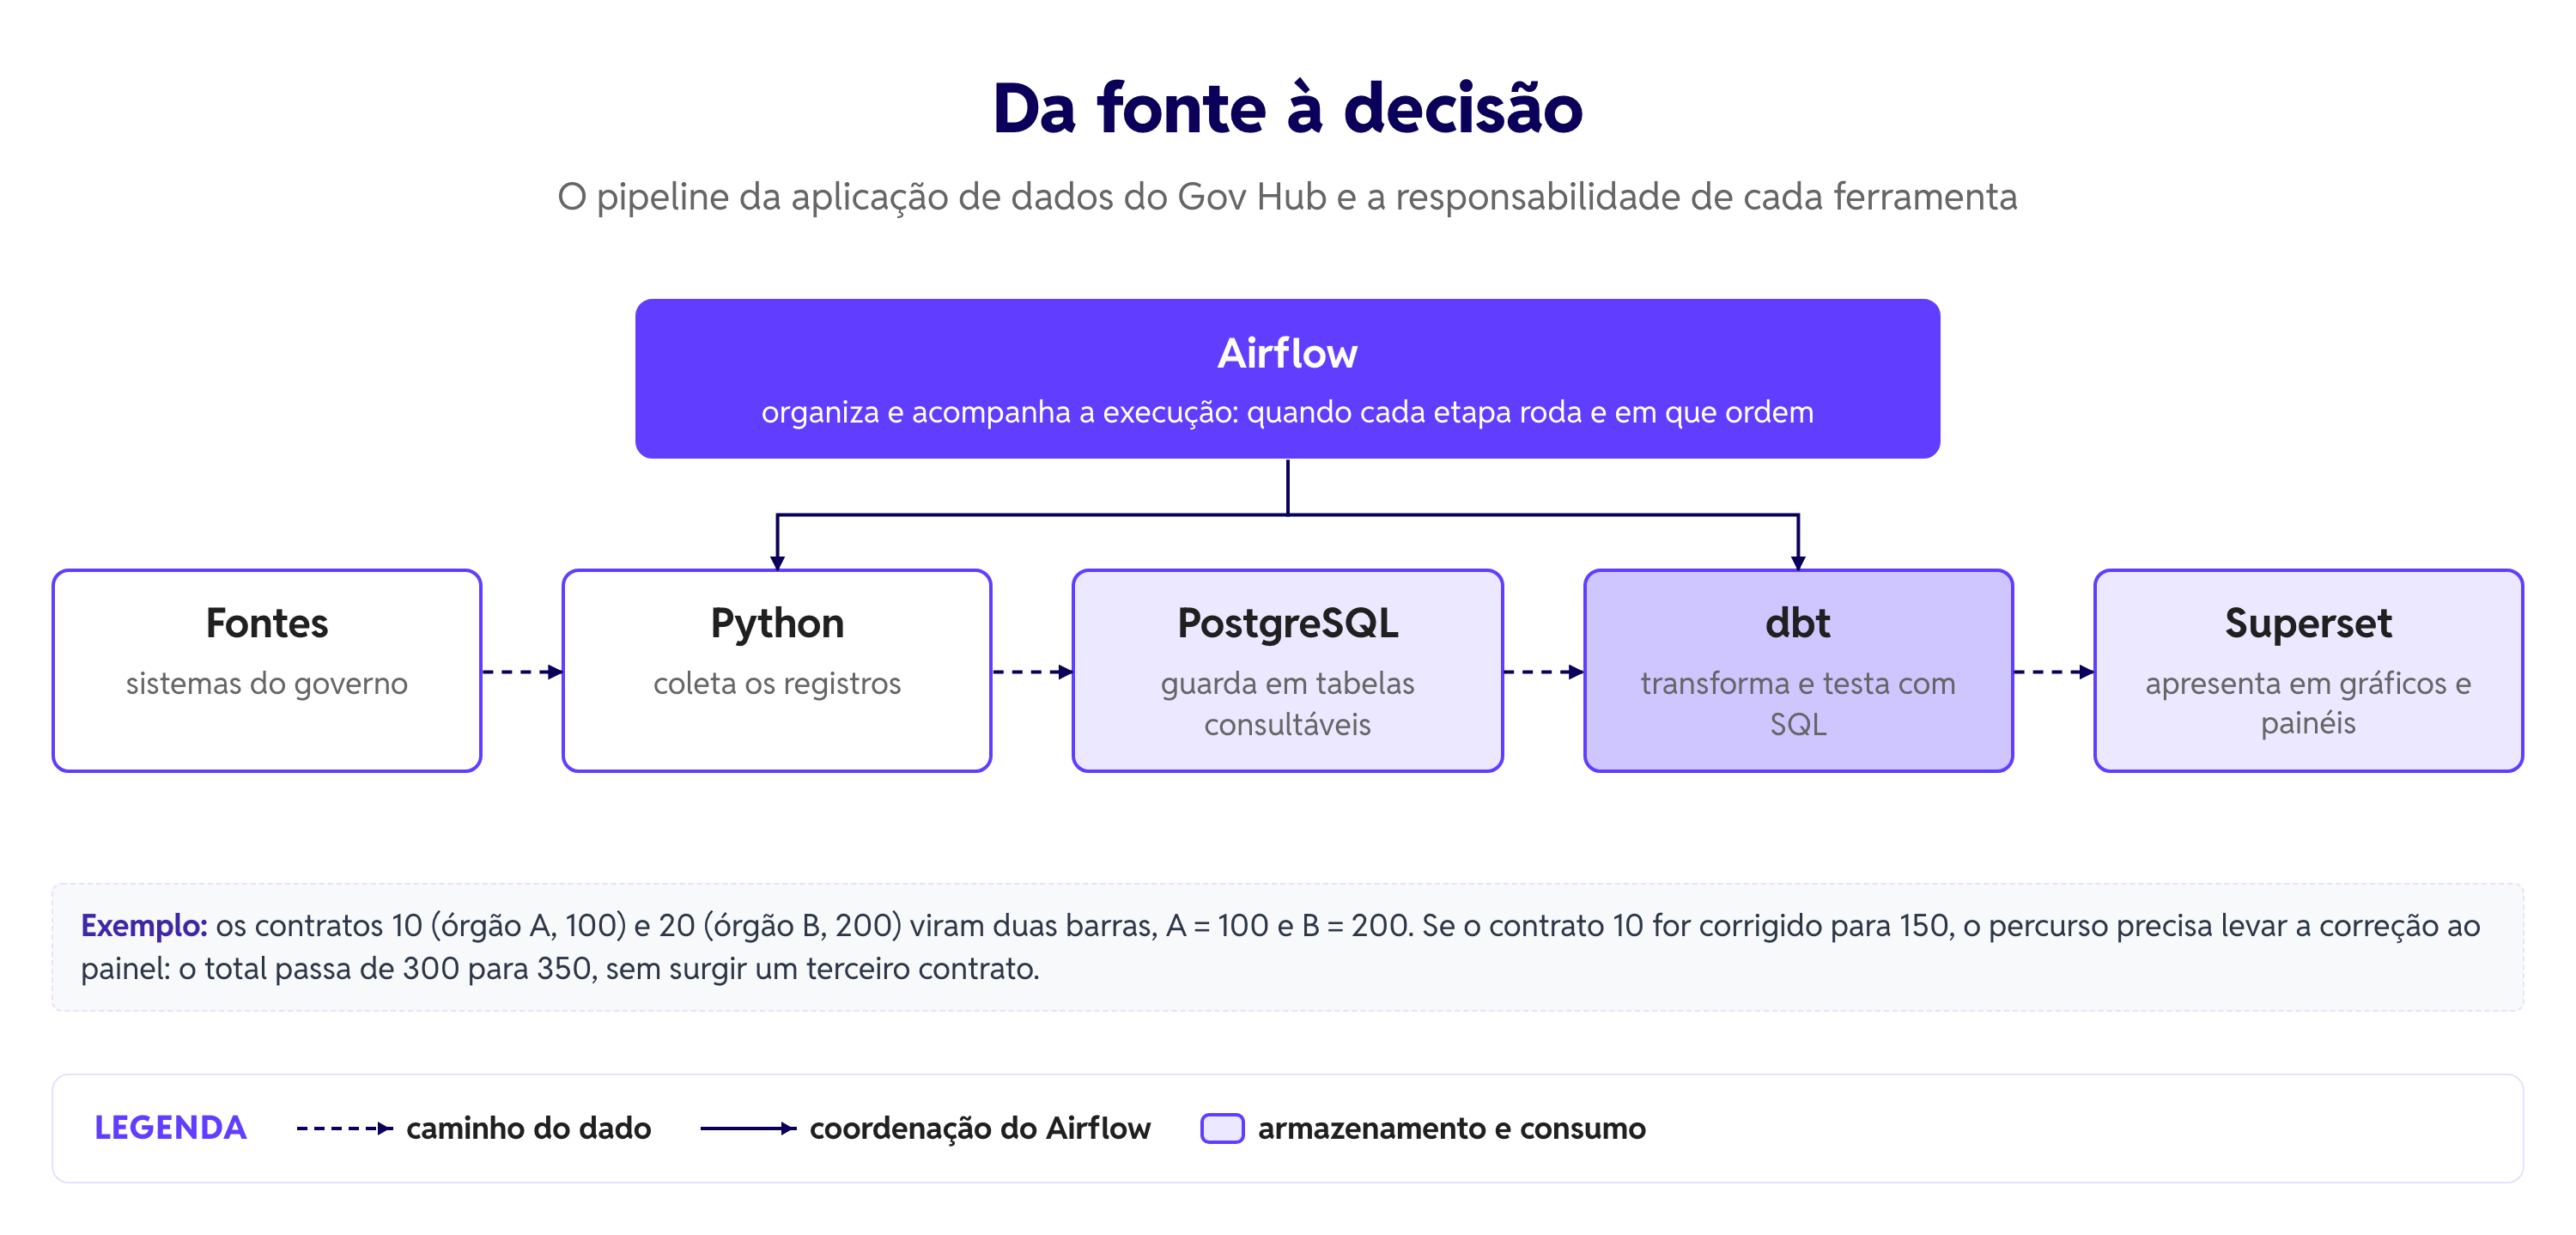 Da fonte à decisão
O pipeline da aplicação de dados do Gov Hub e a responsabilidade de cada ferramenta
Airflow
organiza e acompanha a execução: quando cada etapa roda e em que ordem
Fontes
sistemas do governo
Python
coleta os registros
PostgreSQL
guarda em tabelas
consultáveis
dbt
transforma e testa com
SQL
Superset
apresenta em gráficos e
painéis
Exemplo: os contratos 10 (órgão A, 100) e 20 (órgão B, 200) viram duas barras, A = 100 e B = 200. Se o contrato 10 for corrigido para 150, o percurso precisa levar a correção ao
painel: o total passa de 300 para 350, sem surgir um terceiro contrato.
LEGENDA caminho do dado coordenação do Airflow armazenamento e consumo